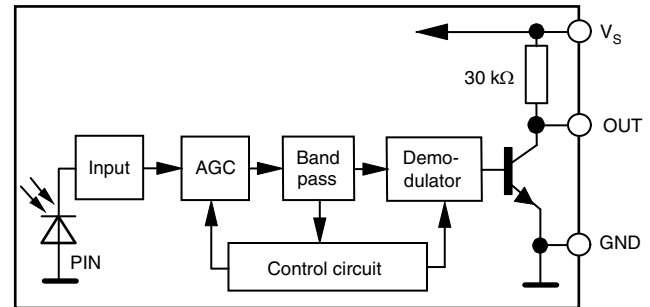 V_S
30 kΩ
OUT
Input
AGC
Band
pass
Demo-
dulator
GND
PIN
Control circuit